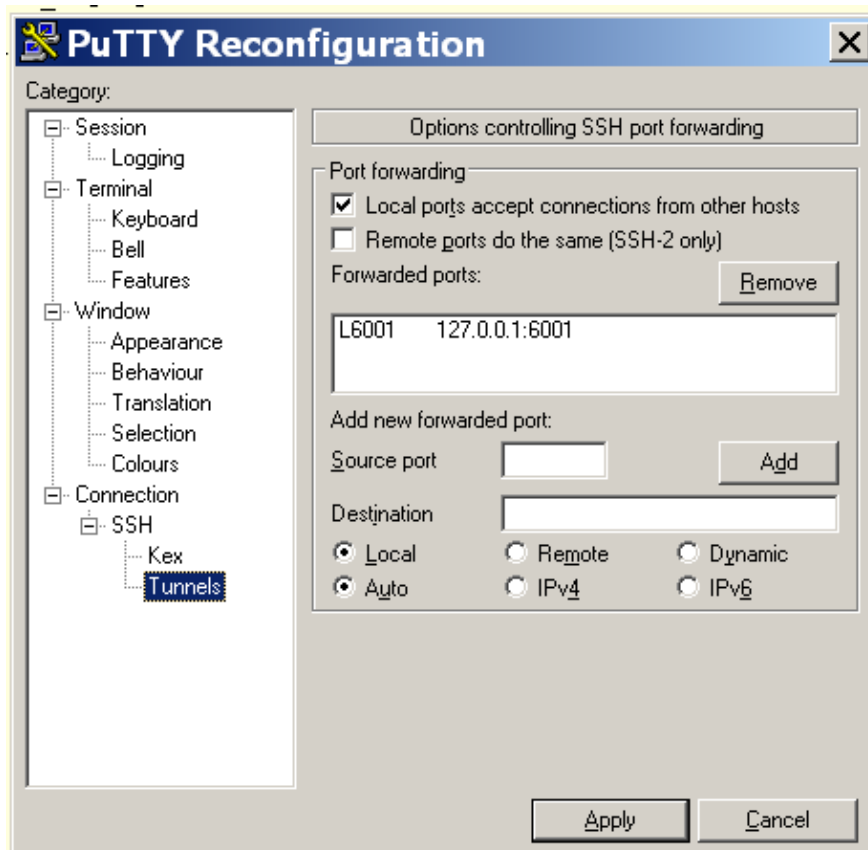 PuTTY Reconfiguration
Category:
Session
Logging
Terminal
Keyboard
Bell
Features
Window
Appearance
Behaviour
Translation
Selection
Colours
Connection
SSH
Kex
Tunnels
Options controlling SSH port forwarding
Port forwarding
Local ports accept connections from other hosts
Remote ports do the same (SSH-2 only)
Forwarded ports:
Remove
L6001 127.0.0.1:6001
Add new forwarded port:
Source port
Add
Destination
Local Remote Dynamic
Auto IPv4 IPv6
Apply Cancel